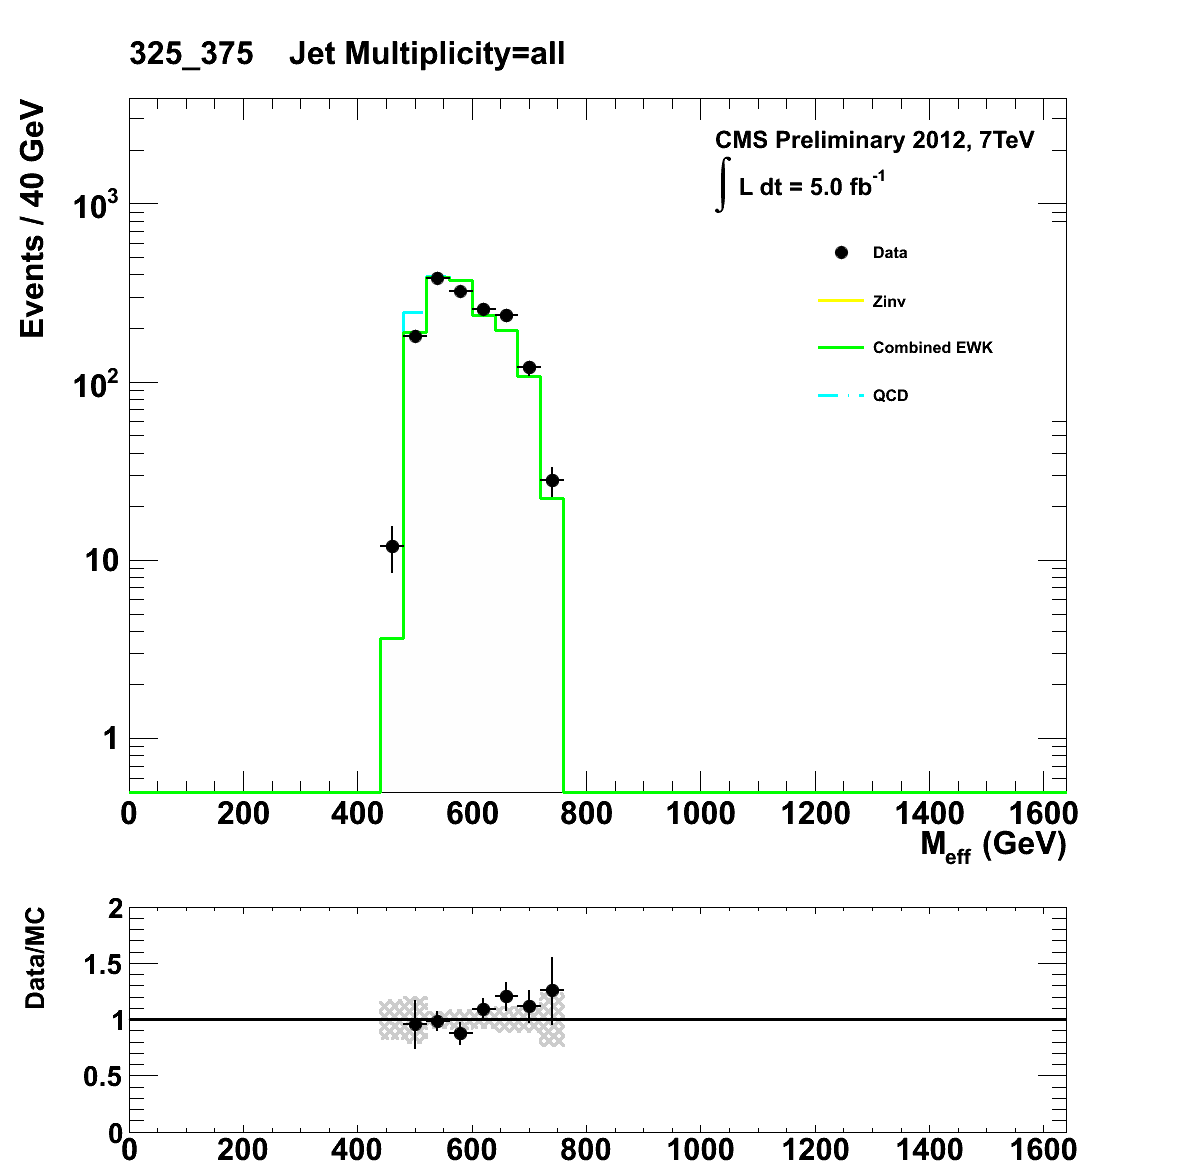 325_375 Jet Multiplicity=all
Events / 40 GeV
CMS Preliminary 2012, 7TeV
∫ L dt = 5.0 fb⁻¹
Data
Zinv
Combined EWK
QCD
10³
10²
10
1
0 200 400 600 800 1000 1200 1400 1600
M_eff (GeV)
Data/MC
2
1.5
1
0.5
0
0 200 400 600 800 1000 1200 1400 1600